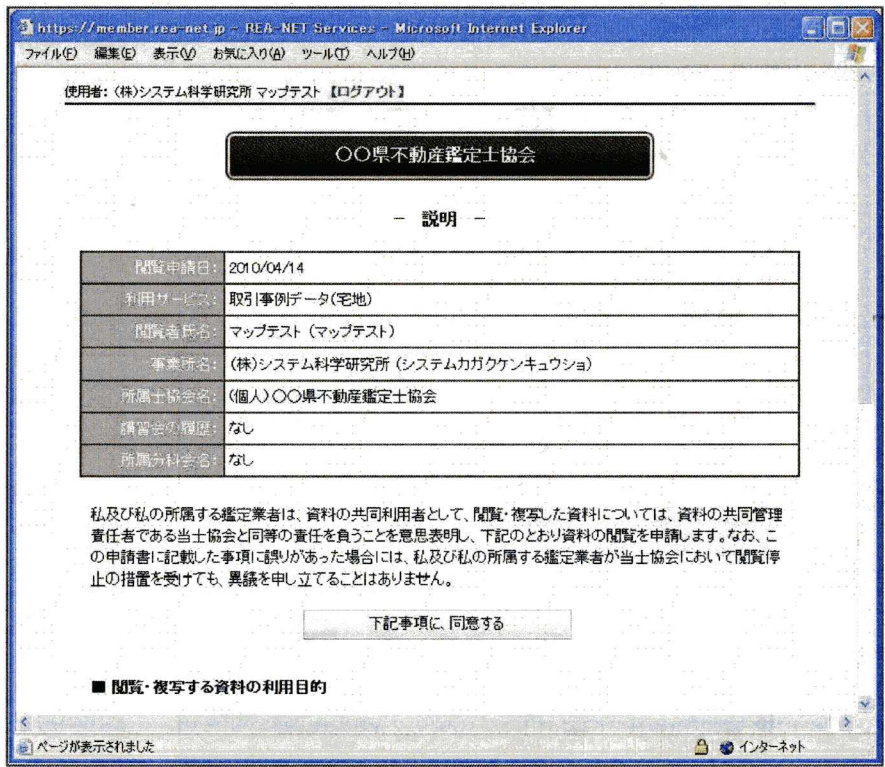 https://member.rea-net.jp - REA-NET Services - Microsoft Internet Explorer
ファイル(F) 編集(E) 表示(V) お気に入り(A) ツール(T) ヘルプ(H)
使用者: (株)システム科学研究所 マップテスト 【ログアウト】
〇〇県不動産鑑定士協会
－ 説明 －
閲覧申請日: 2010/04/14
利用サービス: 取引事例データ(宅地)
閲覧者氏名: マップテスト (マップテスト)
事業所名: (株)システム科学研究所 (システムカガクケンキュウショ)
所属士協会名: (個人)〇〇県不動産鑑定士協会
講習会の履歴: なし
所属分科会名: なし
私及び私の所属する鑑定業者は、資料の共同利用者として、閲覧・複写した資料については、資料の共同管理
責任者である当士協会と同等の責任を負うことを意思表明し、下記のとおり資料の閲覧を申請します。なお、こ
の申請書に記載した事項に誤りがあった場合には、私及び私の所属する鑑定業者が当士協会において閲覧停
止の措置を受けても、異議を申し立てることはありません。
下記事項に、同意する
■ 閲覧・複写する資料の利用目的
ページが表示されました
インターネット